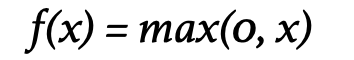 f(x) = max(0, x)